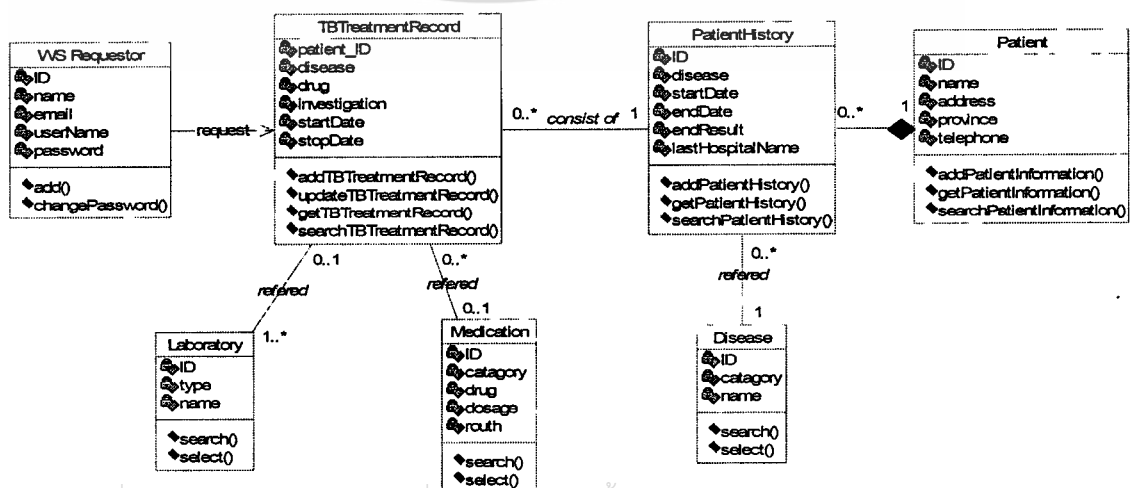 WS Requestor
ID
name
email
userName
password
add()
changePassword()
request
TBTreatmentRecord
patient_ID
disease
drug
Investigation
startDate
stopDate
addTBTreatmentRecord()
updateTBTreatmentRecord()
getTBTreatmentRecord()
searchTBTreatmentRecord()
0..* consist of 1
PatientHistory
ID
disease
startDate
endDate
endResult
lastHospitalName
addPatientHistory()
getPatientHistory()
searchPatientHistory()
0..* 1
Patient
ID
name
address
province
telephone
addPatientInformation()
getPatientInformation()
searchPatientInformation()
0..1
refered
1..*
0..*
refered
0..1
0..*
refered
1
Laboratry
ID
type
name
search()
select()
Medication
ID
catagory
drug
dosage
routh
search()
select()
Disease
ID
catagory
name
search()
select()